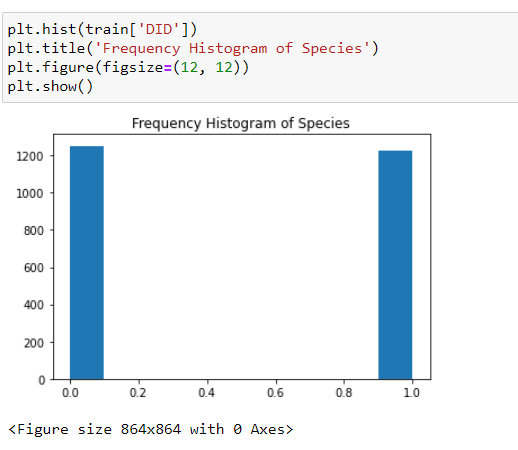 plt.hist(train['DID'])
plt.title('Frequency Histogram of Species')
plt.figure(figsize=(12, 12))
plt.show()
Frequency Histogram of Species
1200
1000
800
600
400
200
0
0.0 0.2 0.4 0.6 0.8 1.0
<Figure size 864x864 with 0 Axes>